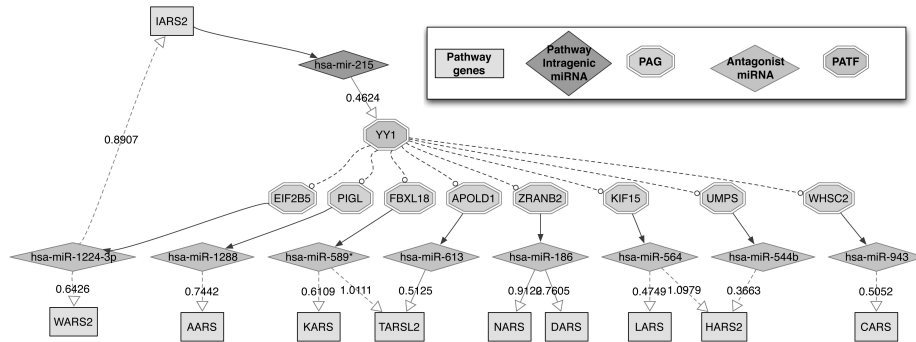 IARS2
hsa-mir-215
Pathway genes
Pathway Intragenic miRNA
PAG
Antagonist miRNA
PATF
0.4624
YY1
0.8907
EIF2B5
PIGL
FBXL18
APOLD1
ZRANB2
KIF15
UMPS
WHSC2
hsa-miR-1224-3p
hsa-miR-1288
hsa-miR-589*
hsa-miR-613
hsa-miR-186
hsa-miR-564
hsa-miR-544b
hsa-miR-943
0.6426
0.7442
0.6109
1.0111
0.5125
0.7605
0.4749
1.0979
0.3663
0.5052
WARS2
AARS
KARS
TARSL2
NARS
DARS
LARS
HARS2
CARS